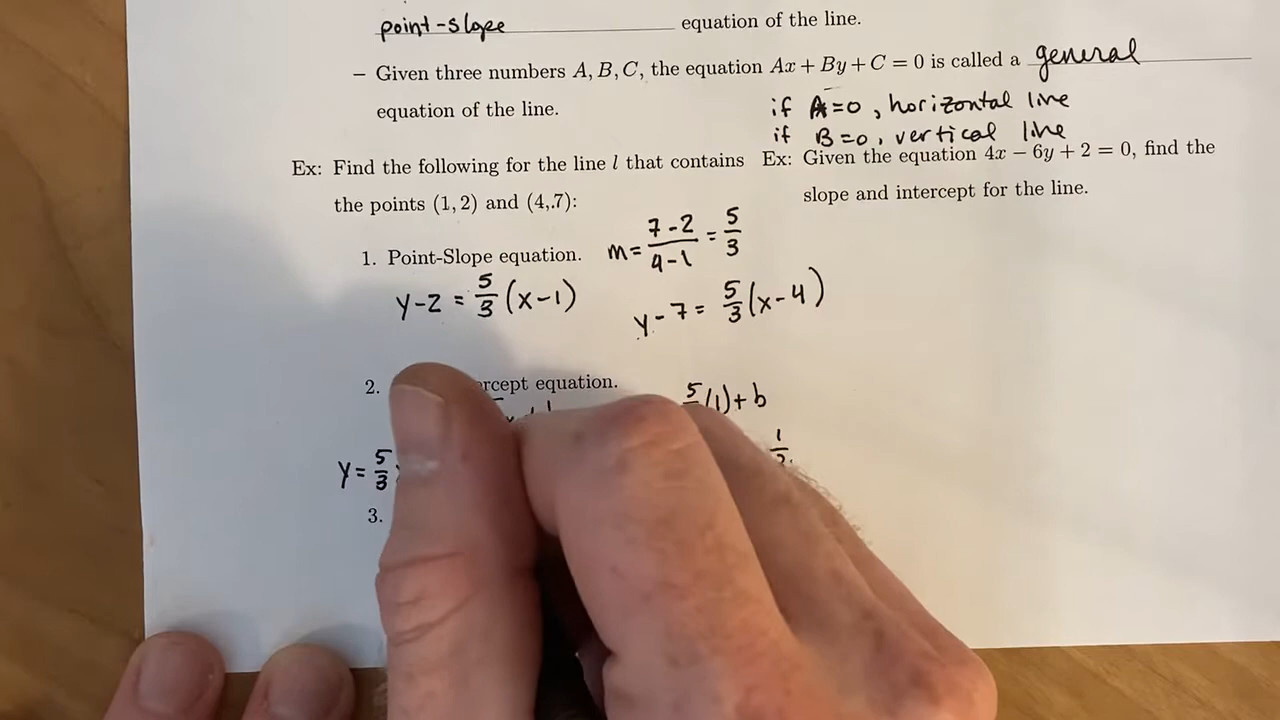 point-slope equation of the line.
– Given three numbers A, B, C, the equation Ax + By + C = 0 is called a general
equation of the line.
if A=0, horizontal line
if B=0, vertical line
Ex: Find the following for the line l that contains
the points (1, 2) and (4,.7):
1. Point-Slope equation.
m = 7-2/4-1 = 5/3
y-2 = 5/3 (x-1)
y-7 = 5/3 (x-4)
2. equation.
(1)+b
y = 5/3
3.
Ex: Given the equation 4x − 6y + 2 = 0, find the
slope and intercept for the line.